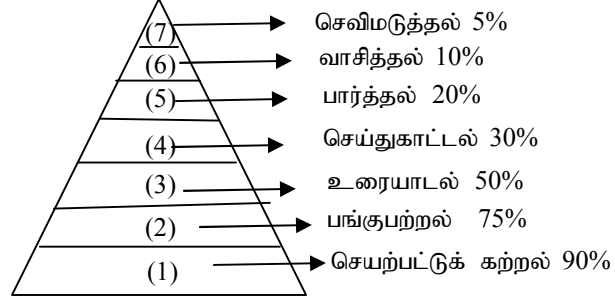 (7) செவிமடுத்தல் 5%
(6) வாசித்தல் 10%
(5) பார்த்தல் 20%
(4) செய்துகாட்டல் 30%
(3) உரையாடல் 50%
(2) பங்குபற்றல் 75%
(1) செயற்பட்டுக் கற்றல் 90%